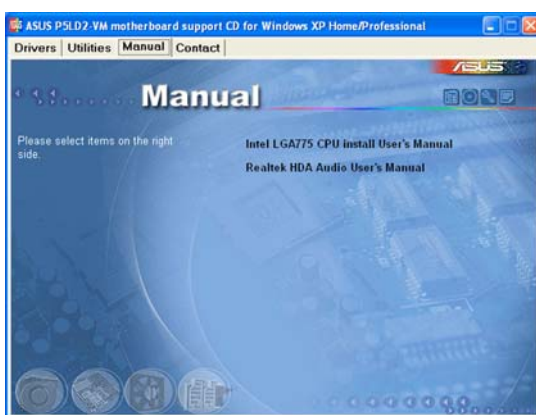 ASUS P5LD2-VM motherboard support CD for Windows XP Home/Professional
Drivers Utilities Manual Contact
ASUS
Manual
Please select items on the right
side.
Intel LGA775 CPU install User's Manual
Realtek HDA Audio User's Manual